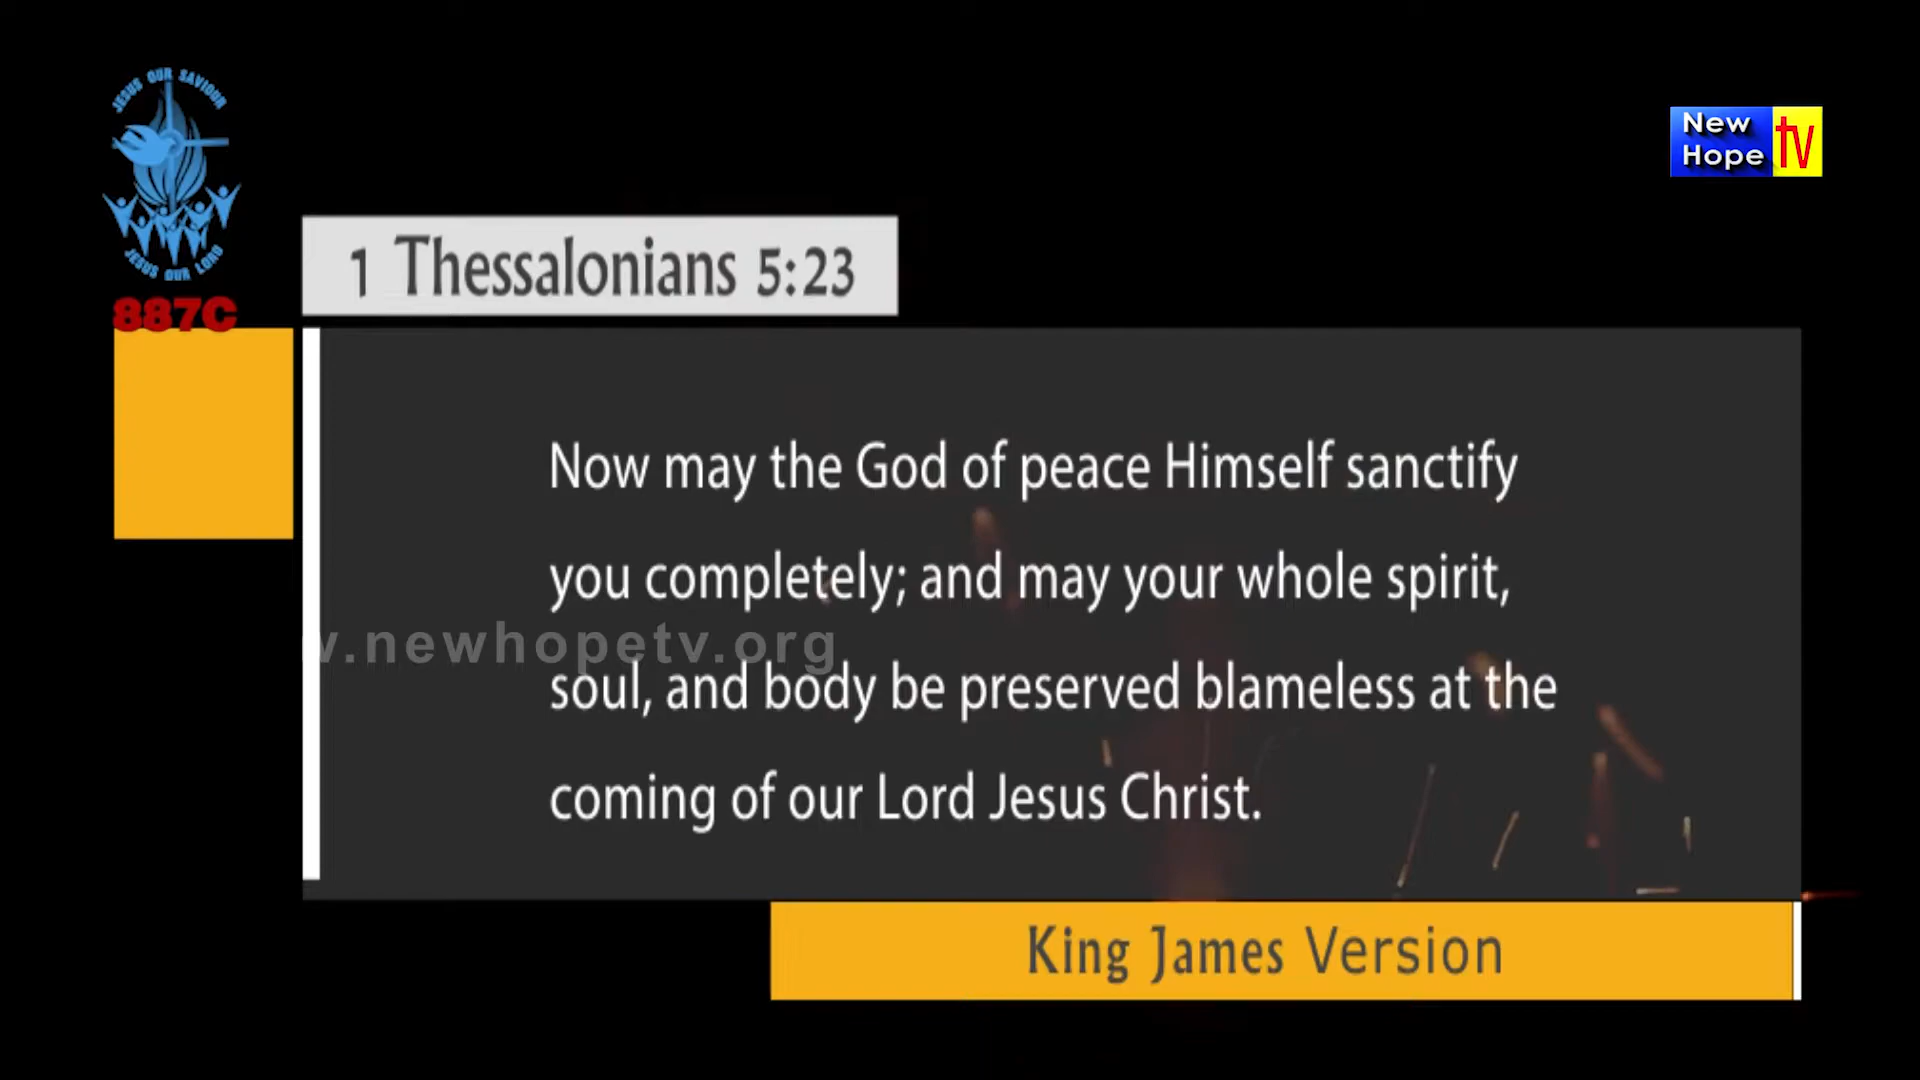 JESUS OUR SAVIOUR
JESUS OUR LORD
887C
New
Hope
tv
1 Thessalonians 5:23
Now may the God of peace Himself sanctify
you completely; and may your whole spirit,
.newhopetv.org
soul, and body be preserved blameless at the
coming of our Lord Jesus Christ.
King James Version